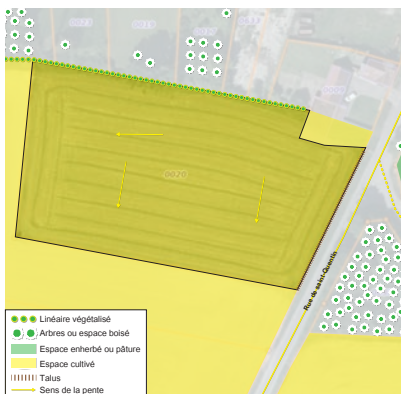 0020
Rue de saint-Quentin
Linéaire végétalisé
Arbres ou espace boisé
Espace enherbé ou pâture
Espace cultivé
Talus
Sens de la pente